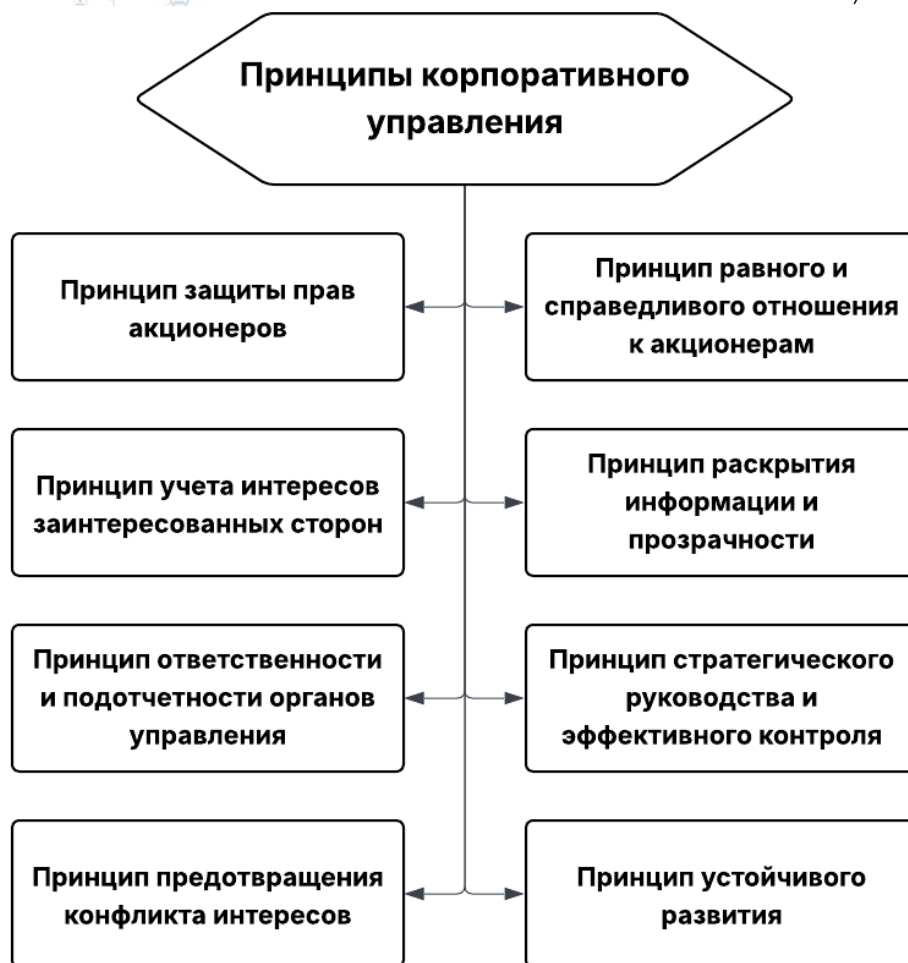 Принципы корпоративного
управления
Принцип защиты прав
акционеров
Принцип равного и
справедливого отношения
к акционерам
Принцип учета интересов
заинтересованных сторон
Принцип раскрытия
информации и
прозрачности
Принцип ответственности
и подотчетности органов
управления
Принцип стратегического
руководства и
эффективного контроля
Принцип предотвращения
конфликта интересов
Принцип устойчивого
развития